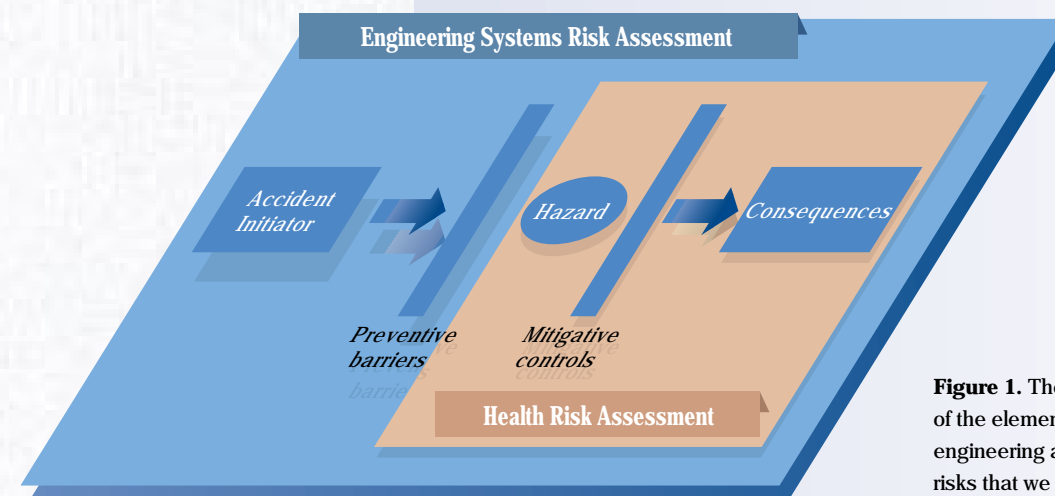 Engineering Systems Risk Assessment
Accident
Initiator
Hazard
Consequences
Preventive
barriers
Mitigative
controls
Health Risk Assessment
Figure 1. The
of the elemen
engineering a
risks that we